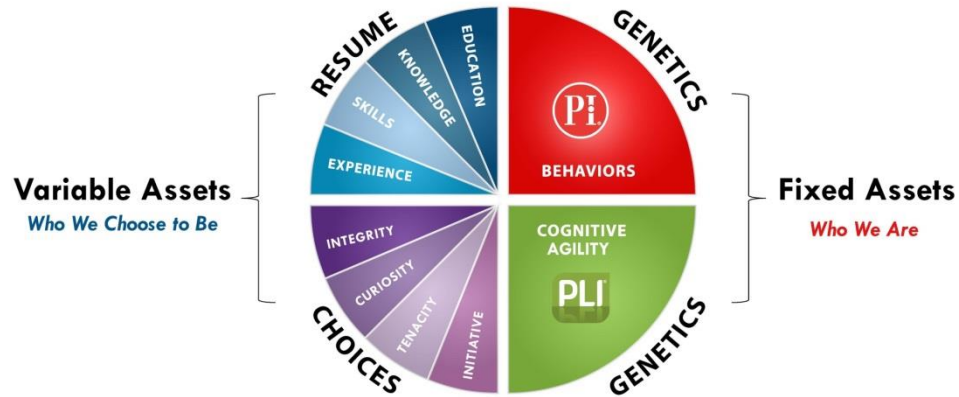 RESUME
EDUCATION
KNOWLEDGE
SKILLS
EXPERIENCE
GENETICS
PI®
BEHAVIORS
Variable Assets
Who We Choose to Be
Fixed Assets
Who We Are
INTEGRITY
CURIOSITY
TENACITY
INITIATIVE
CHOICES
COGNITIVE
AGILITY
PLI
GENETICS